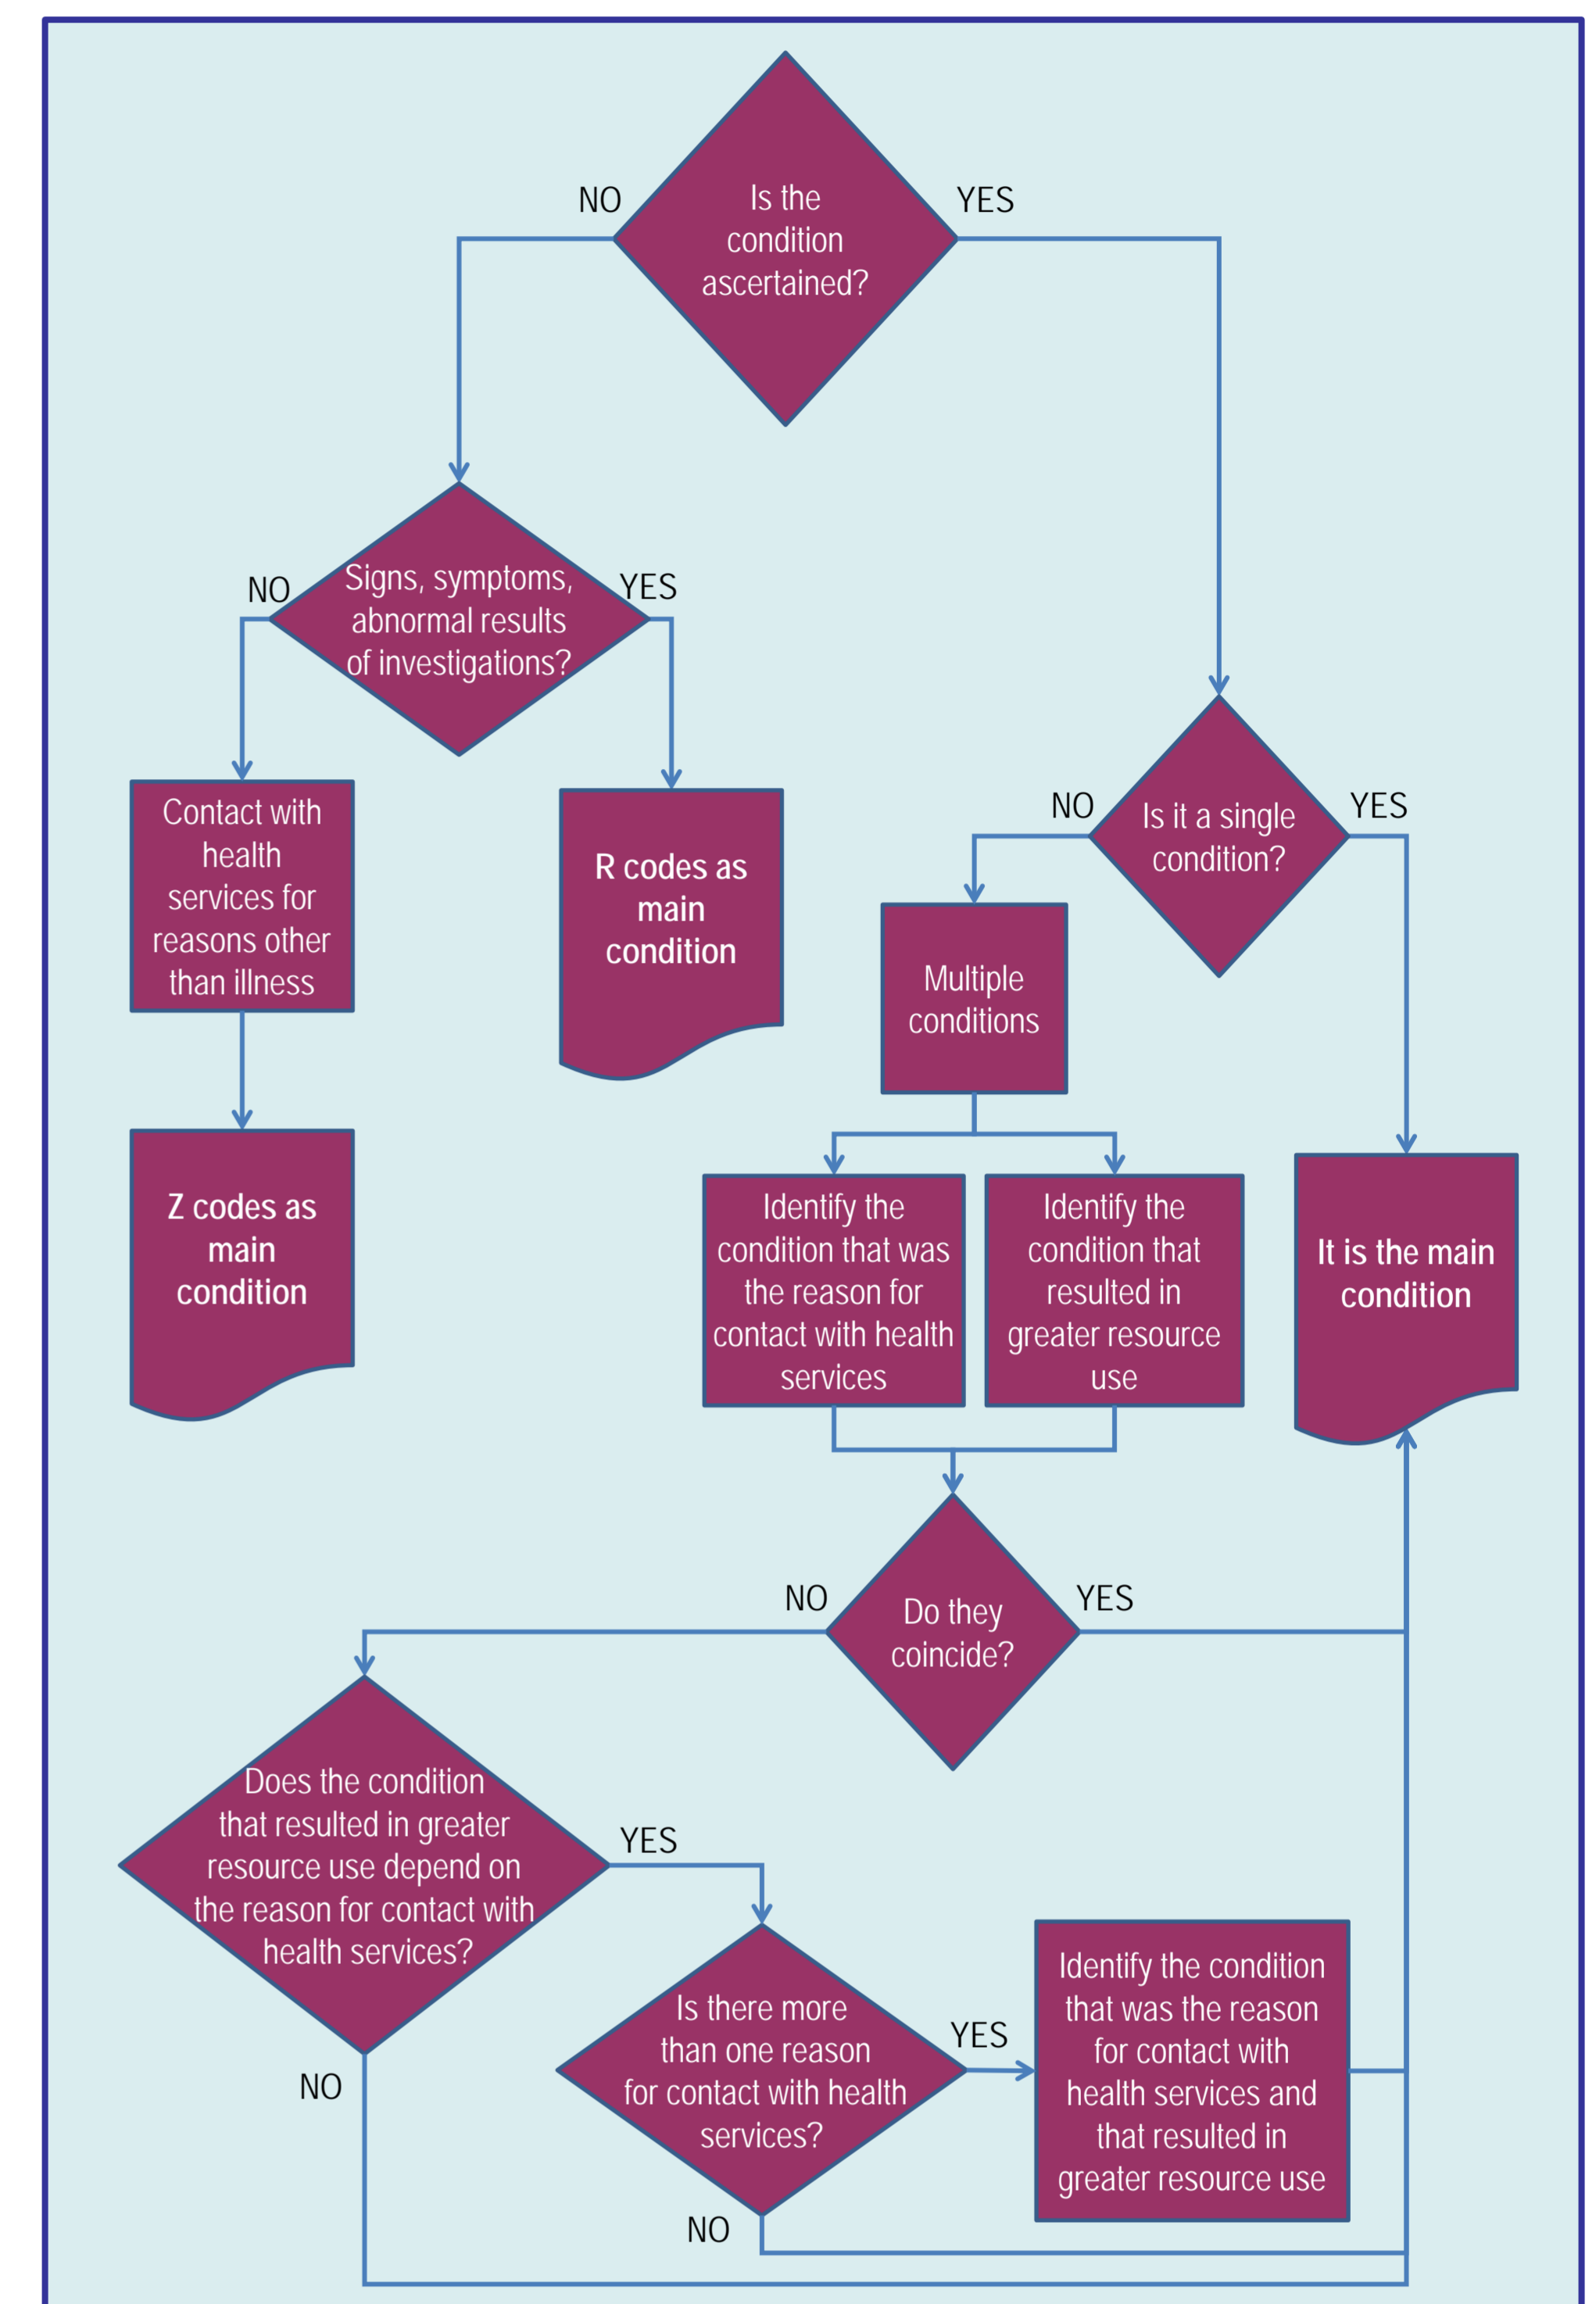 Is the
condition
ascertained?
NO
YES
Signs, symptoms,
abnormal results
of investigations?
NO
YES
Contact with
health
services for
reasons other
than illness
R codes as
main
condition
Is it a single
condition?
NO
YES
Multiple
conditions
Z codes as
main
condition
Identify the
condition that was
the reason for
contact with health
services
Identify the
condition that
resulted in
greater resource
use
It is the main
condition
Do they
coincide?
NO
YES
Does the condition
that resulted in greater
resource use depend on
the reason for contact with
health services?
YES
NO
Is there more
than one reason
for contact with health
services?
YES
NO
Identify the condition
that was the reason
for contact with
health services and
that resulted in
greater resource use